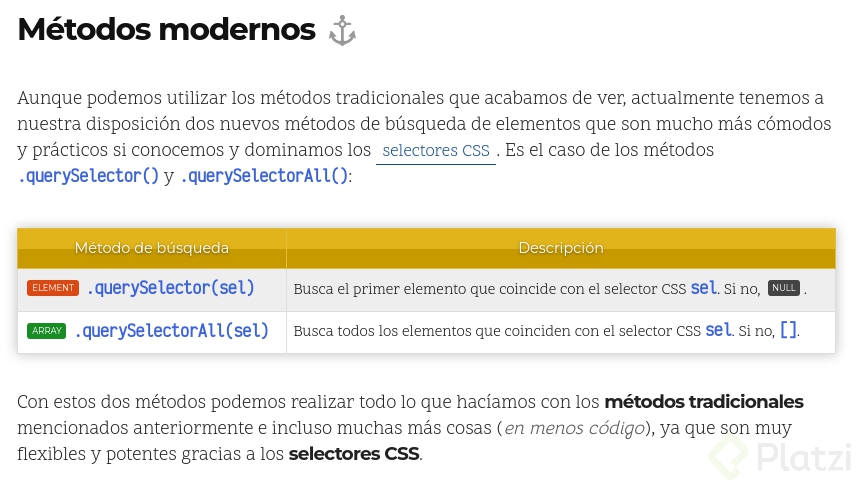 Métodos modernos
Aunque podemos utilizar los métodos tradicionales que acabamos de ver, actualmente tenemos a
nuestra disposición dos nuevos métodos de búsqueda de elementos que son mucho más cómodos
y prácticos si conocemos y dominamos los selectores CSS. Es el caso de los métodos
.querySelector() y .querySelectorAll():
Método de búsqueda Descripción
ELEMENT .querySelector(sel) Busca el primer elemento que coincide con el selector CSS sel. Si no, NULL .
ARRAY .querySelectorAll(sel) Busca todos los elementos que coinciden con el selector CSS sel. Si no, [].
Con estos dos métodos podemos realizar todo lo que hacíamos con los métodos tradicionales
mencionados anteriormente e incluso muchas más cosas (en menos código), ya que son muy
flexibles y potentes gracias a los selectores CSS.
Platzi